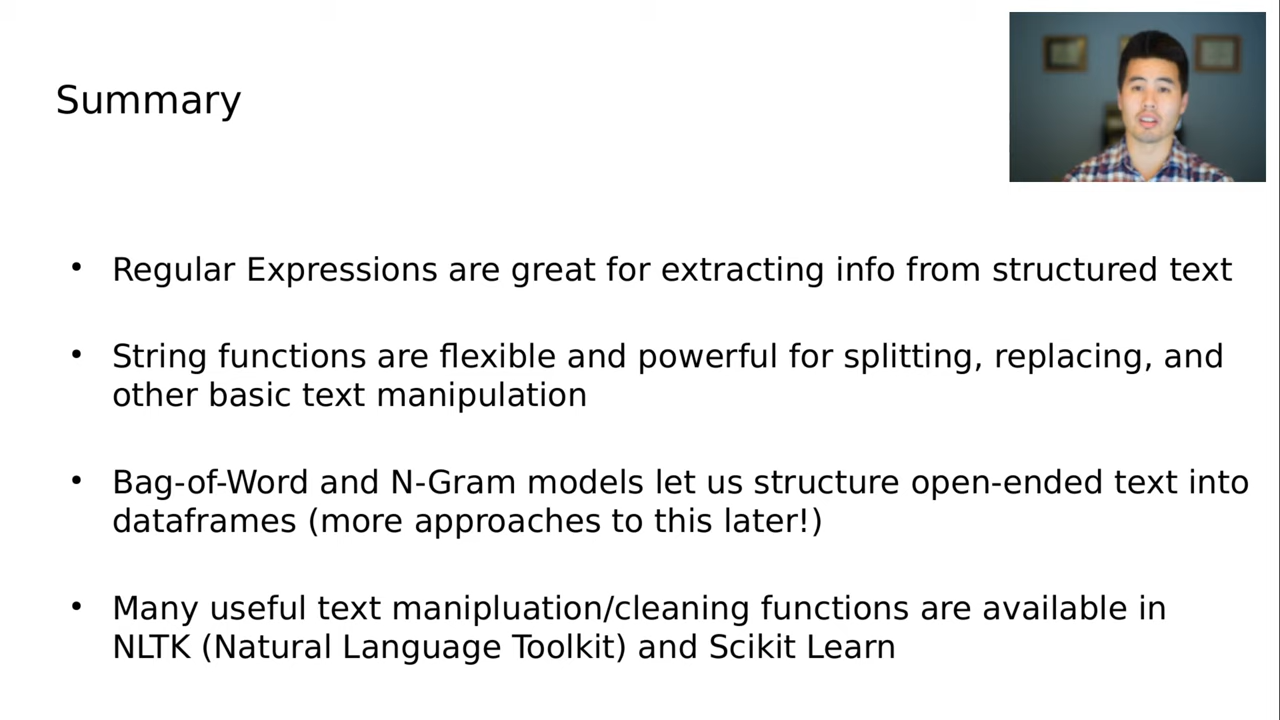 Summary
• Regular Expressions are great for extracting info from structured text
• String functions are flexible and powerful for splitting, replacing, and
other basic text manipulation
• Bag-of-Word and N-Gram models let us structure open-ended text into
dataframes (more approaches to this later!)
• Many useful text manipluation/cleaning functions are available in
NLTK (Natural Language Toolkit) and Scikit Learn